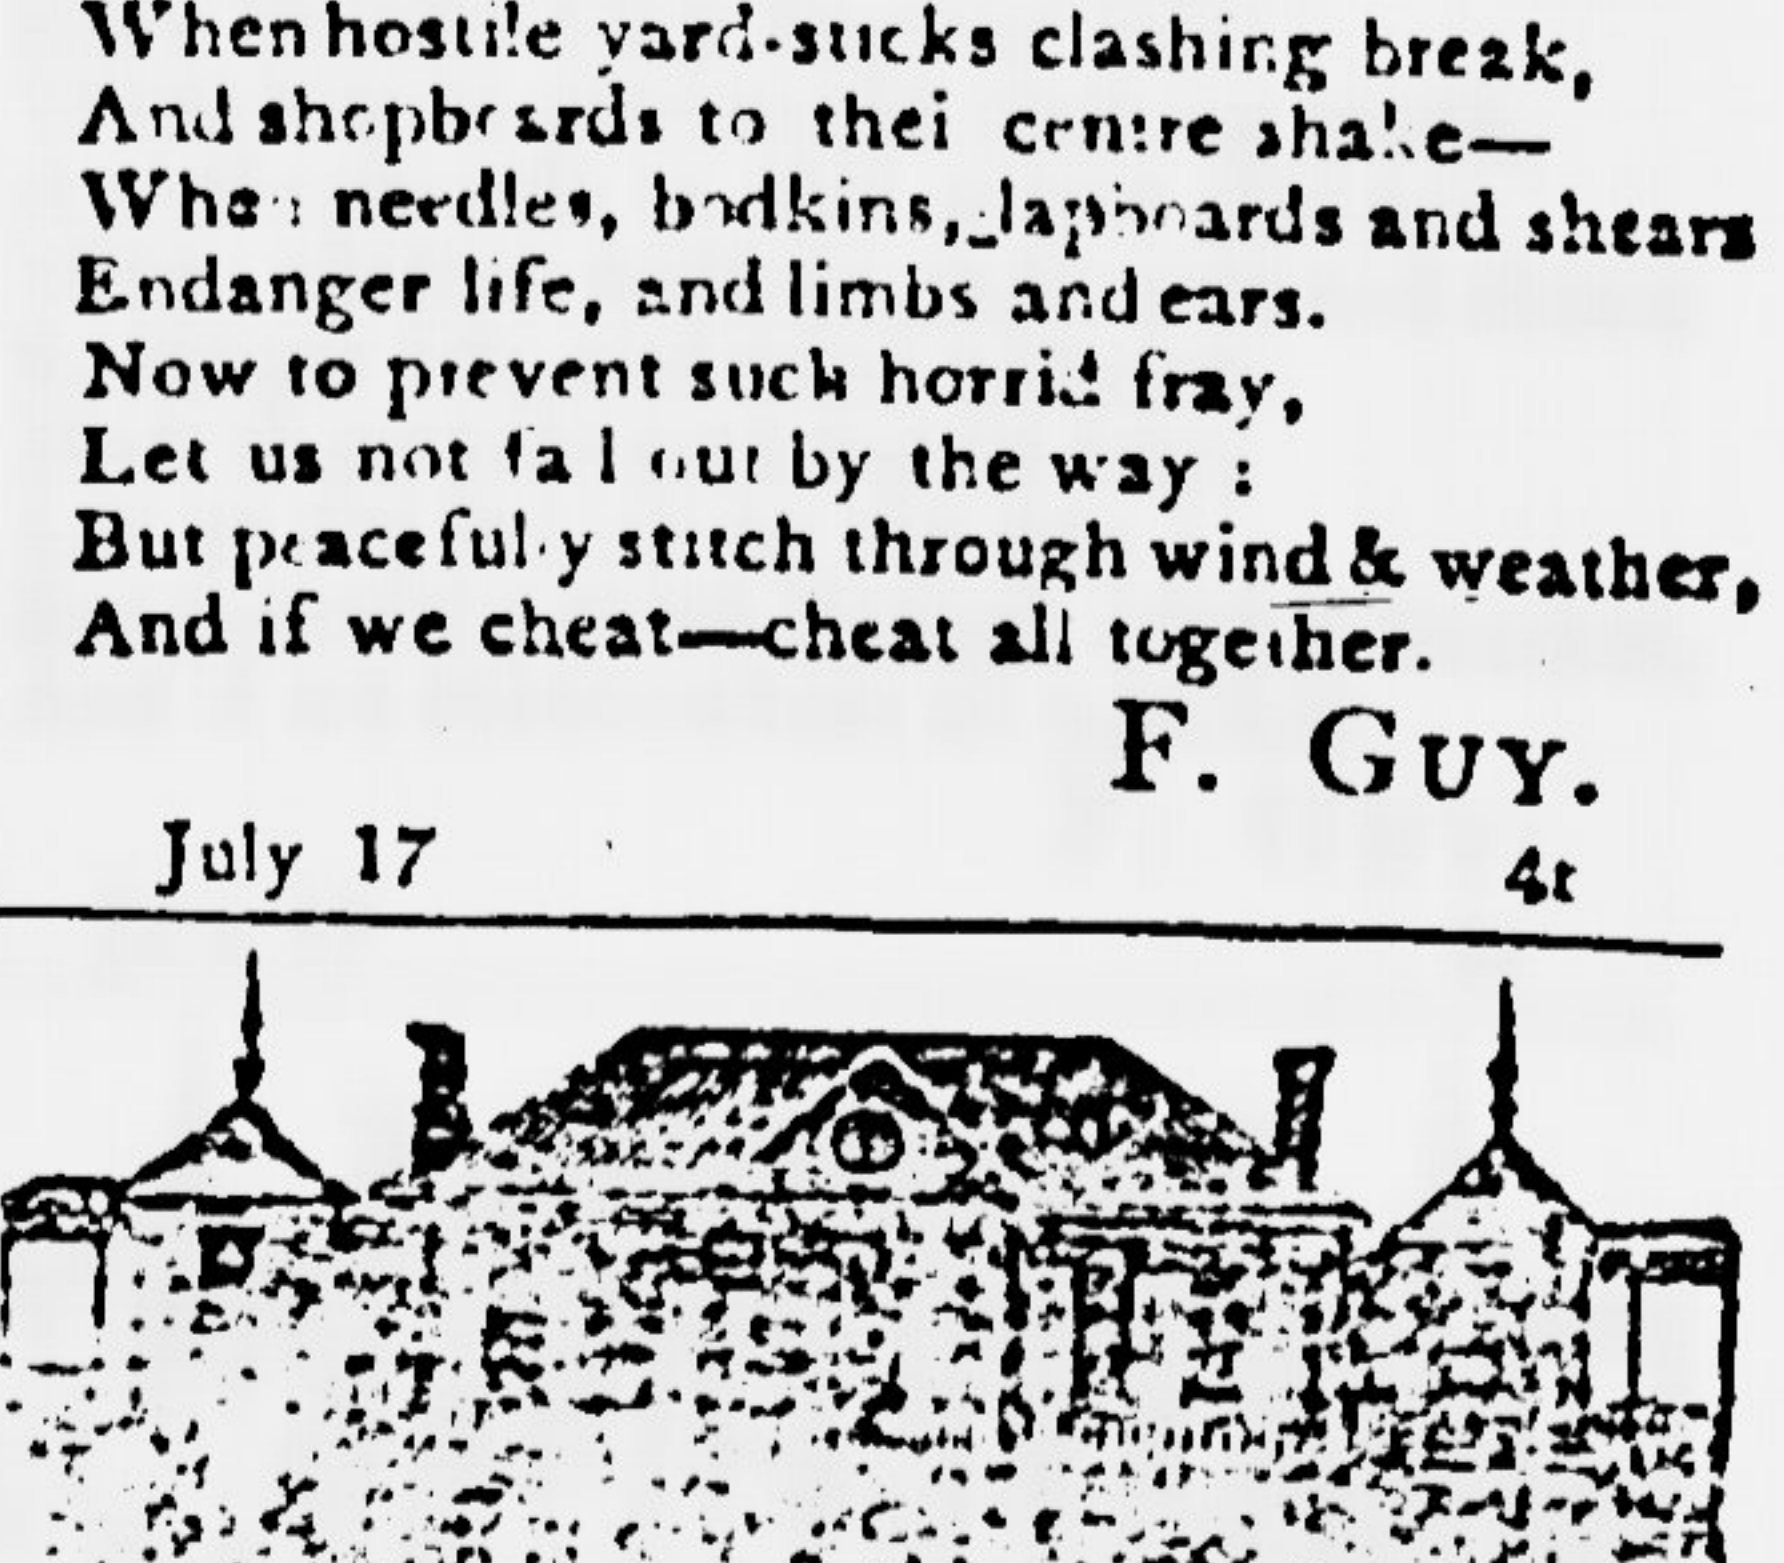 When hostile yard-sticks clashing break,
And shopboards to thei centre shake—
When needles, bodkins, lapboards and shears
Endanger life, and limbs and ears.
Now to prevent such horrid fray,
Let us not fall out by the way :
But peacefully stitch through wind & weather,
And if we cheat—cheat all together.
F. GUY.
July 17 4t